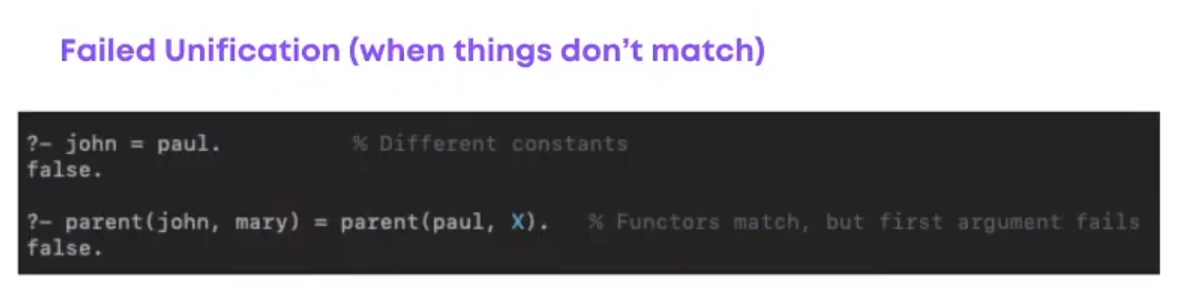 Failed Unification (when things don’t match)
?- john = paul. % Different constants
false.
?- parent(john, mary) = parent(paul, X). % Functors match, but first argument fails
false.